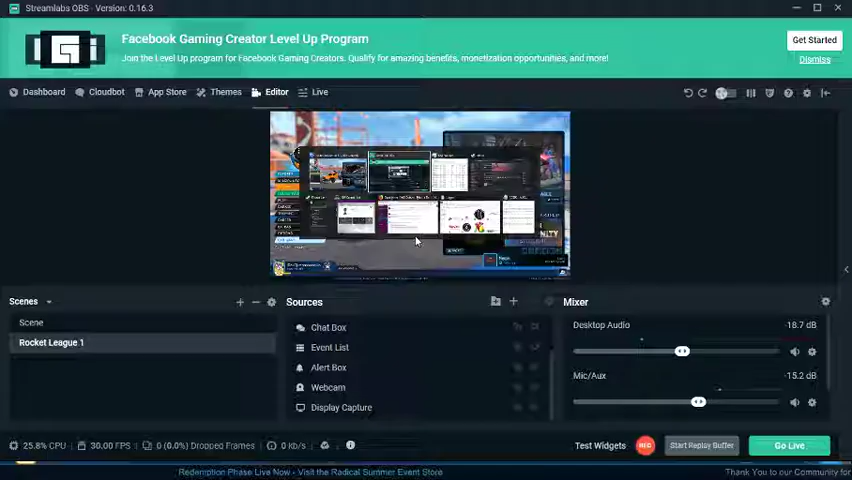 Streamlabs OBS - Version: 0.16.3
Facebook Gaming Creator Level Up Program
Join the Level Up program for Facebook Gaming Creators. Qualify for amazing benefits, monetization opportunities, and more!
Get Started
Dismiss
Dashboard
Cloudbot
App Store
Themes
Editor
Live
Scenes
Sources
Mixer
Scene
Rocket League 1
Chat Box
Event List
Alert Box
Webcam
Display Capture
Desktop Audio
-18.7 dB
Mic/Aux
-15.2 dB
25.8% CPU
30.00 FPS
0 (0.0%) Dropped Frames
0 kb/s
Test Widgets
REC
Start Replay Buffer
Go Live
Redemption Phase Live Now - Visit the Radical Summer Event Store
Thank You to our Community for